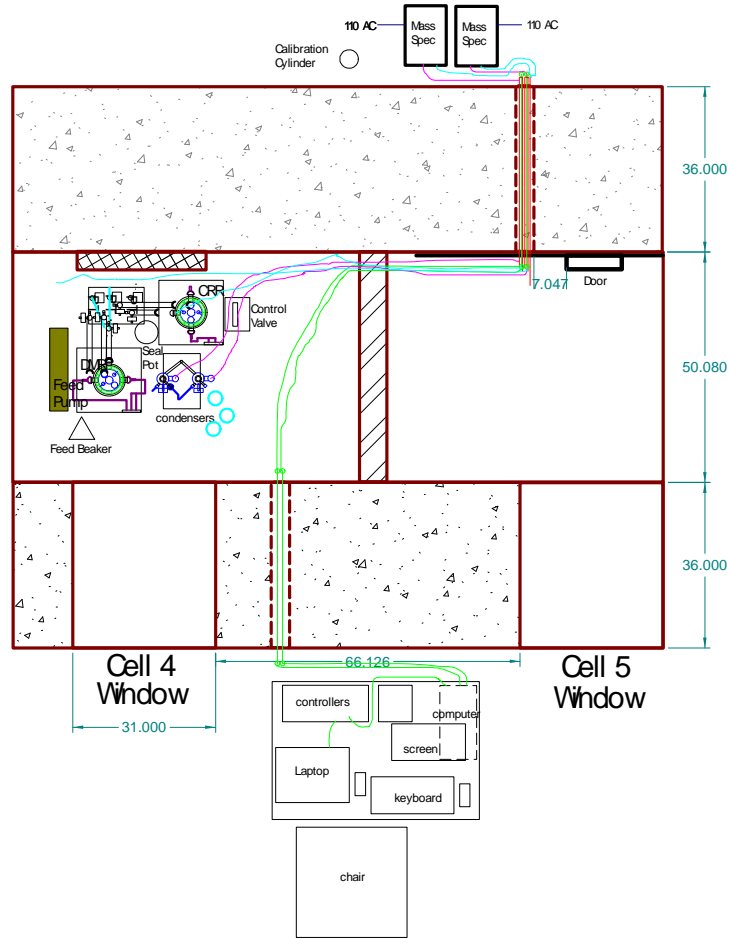 110 AC
Mass
Spec
Mass
Spec
110 AC
Calibration
Cylinder
36.000
7.047
Door
CRR
Control
Valve
Seal
Pot
DMR
Feed
Pump
condensers
Feed Beaker
50.080
36.000
Cell 4
Window
66.126
Cell 5
Window
31.000
controllers
computer
screen
Laptop
keyboard
chair